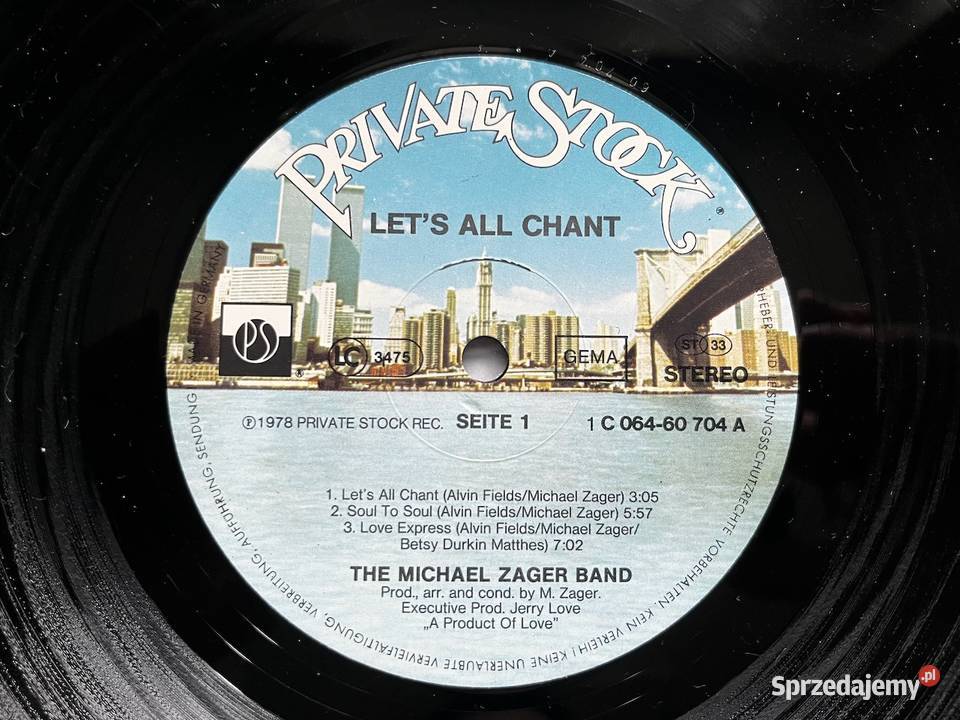 PRIVATE STOCK
LET'S ALL CHANT
MADE IN GERMANY
PS
®
LC 3475
GEMA
ST 33
STEREO
℗ 1978 PRIVATE STOCK REC. SEITE 1 1 C 064-60 704 A
1. Let's All Chant (Alvin Fields/Michael Zager) 3:05
2. Soul To Soul (Alvin Fields/Michael Zager) 5:57
3. Love Express (Alvin Fields/Michael Zager/
Betsy Durkin Matthes) 7:02
THE MICHAEL ZAGER BAND
Prod., arr. and cond. by M. Zager.
Executive Prod. Jerry Love
„A Product Of Love"
URHEBER- UND LEISTUNGSSCHUTZRECHTE VORBEHALTEN. KEIN VERLEIH! KEINE UNERLAUBTE VERVIELFÄLTIGUNG, VERBREITUNG, AUFFÜHRUNG, SENDUNG.
Sprzedajemy.pl